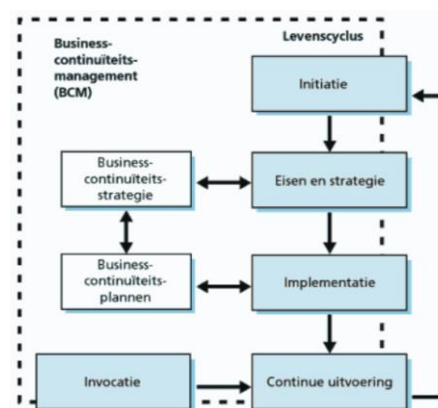 Business-
continuïteits-
management
(BCM)
Levenscyclus
Initiatie
Business-
continuïteits-
strategie
Eisen en strategie
Business-
continuïteits-
plannen
Implementatie
Invocatie
Continue uitvoering